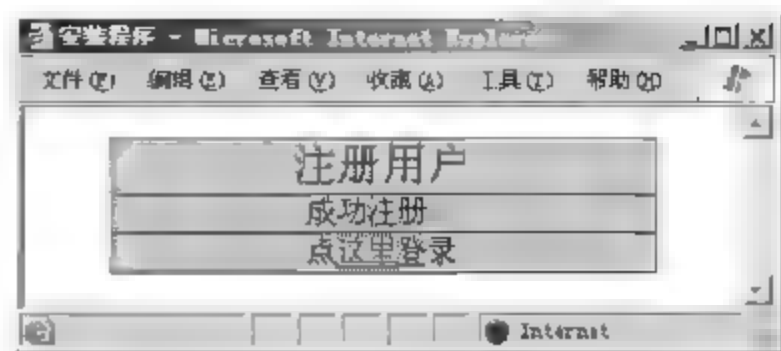 安装程序 - Microsoft Internet Explorer
文件(F) 编辑(E) 查看(V) 收藏(A) 工具(T) 帮助(H)
注册用户
成功注册
点这里登录
Internet